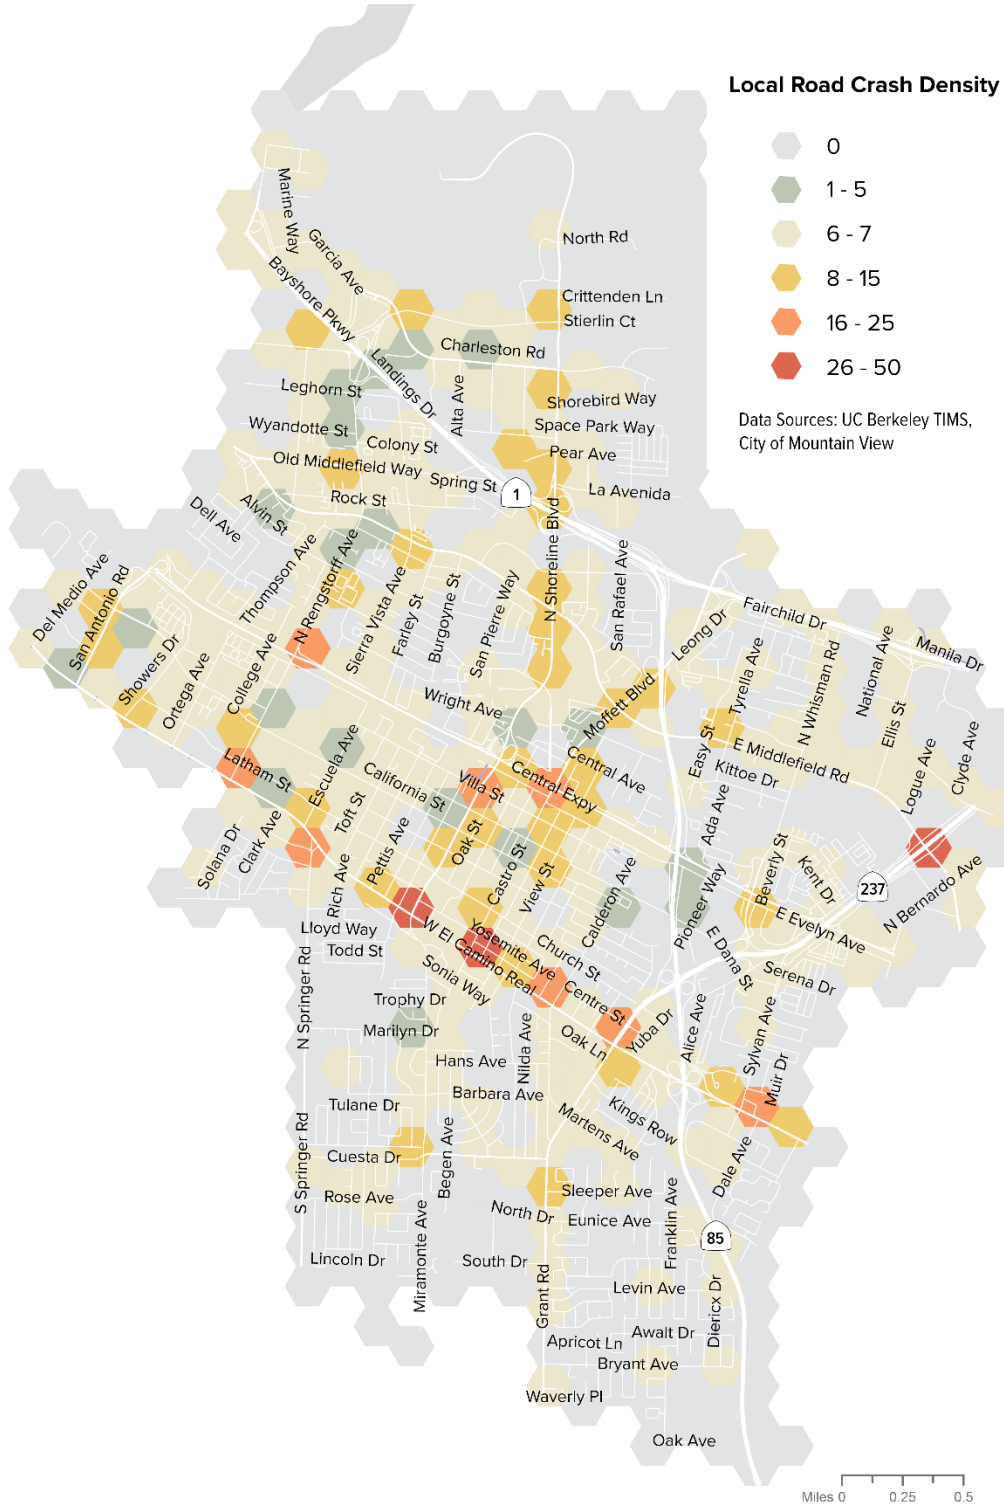 Local Road Crash Density
0
1 - 5
6 - 7
8 - 15
16 - 25
26 - 50
Data Sources: UC Berkeley TIMS,
City of Mountain View
Marine Way
Garcia Ave
North Rd
Bayshore Pkwy
Crittenden Ln
Stierlin Ct
Charleston Rd
Landings Dr
Leghorn St
Alta Ave
Shorebird Way
Wyandotte St
Space Park Way
Colony St
Pear Ave
Old Middlefield Way
Spring St
1
La Avenida
Rock St
Alvin St
Dell Ave
N Shoreline Blvd
San Rafael Ave
Del Medio Ave
San Antonio Rd
Thompson Ave
N Rengstorff Ave
Sierra Vista Ave
Farley St
Burgoyne St
San Pierre Way
Leong Dr
Fairchild Dr
Manila Dr
Showers Dr
Ortega Ave
College Ave
Wright Ave
Moffett Blvd
Tyrella Ave
N Whisman Rd
National Ave
Ellis St
Easy St
E Middlefield Rd
Logue Ave
Clyde Ave
Latham St
Escuela Ave
California St
Villa St
Central Expy
Central Ave
Kittoe Dr
Ada Ave
Toft St
Solana Dr
Clark Ave
Rich Ave
Pettis Ave
Oak St
Castro St
View St
Calderon Ave
Pioneer Way
Beverly St
Kent Dr
237
N Bernardo Ave
E Evelyn Ave
Lloyd Way
Todd St
W El Camino Real
Yosemite Ave
Church St
E Dana St
Serena Dr
N Springer Rd
Sonia Way
Trophy Dr
Centre St
Marilyn Dr
Nilda Ave
Oak Ln
Yuba Dr
Alice Ave
Sylvan Ave
Muir Dr
Hans Ave
Barbara Ave
Tulane Dr
Kings Row
Martens Ave
S Springer Rd
Cuesta Dr
Begen Ave
Dale Ave
Rose Ave
Sleeper Ave
North Dr
Eunice Ave
Franklin Ave
85
Miramonte Ave
Lincoln Dr
South Dr
Grant Rd
Levin Ave
Diericx Dr
Awalt Dr
Apricot Ln
Bryant Ave
Waverly Pl
Oak Ave
Miles 0 0.25 0.5